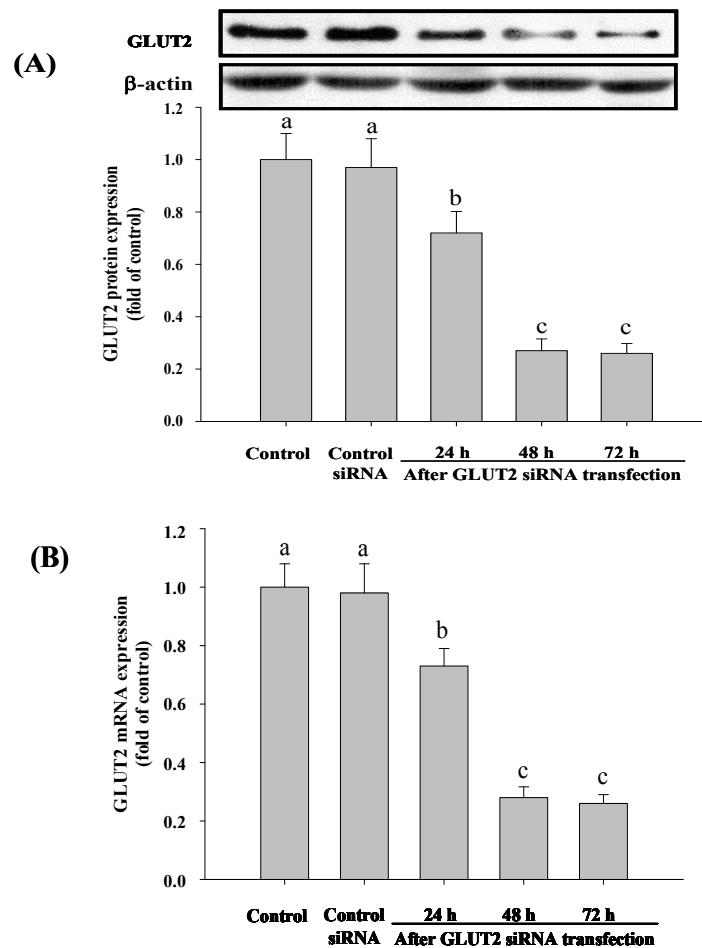 (A)
GLUT2
β-actin
GLUT2 protein expression
(fold of control)
1.2
1.0
0.8
0.6
0.4
0.2
0.0
a a b c c
Control Control siRNA 24 h 48 h 72 h
After GLUT2 siRNA transfection
(B)
GLUT2 mRNA expression
(fold of control)
1.2
1.0
0.8
0.6
0.4
0.2
0.0
a a b c c
Control Control siRNA 24 h 48 h 72 h
After GLUT2 siRNA transfection